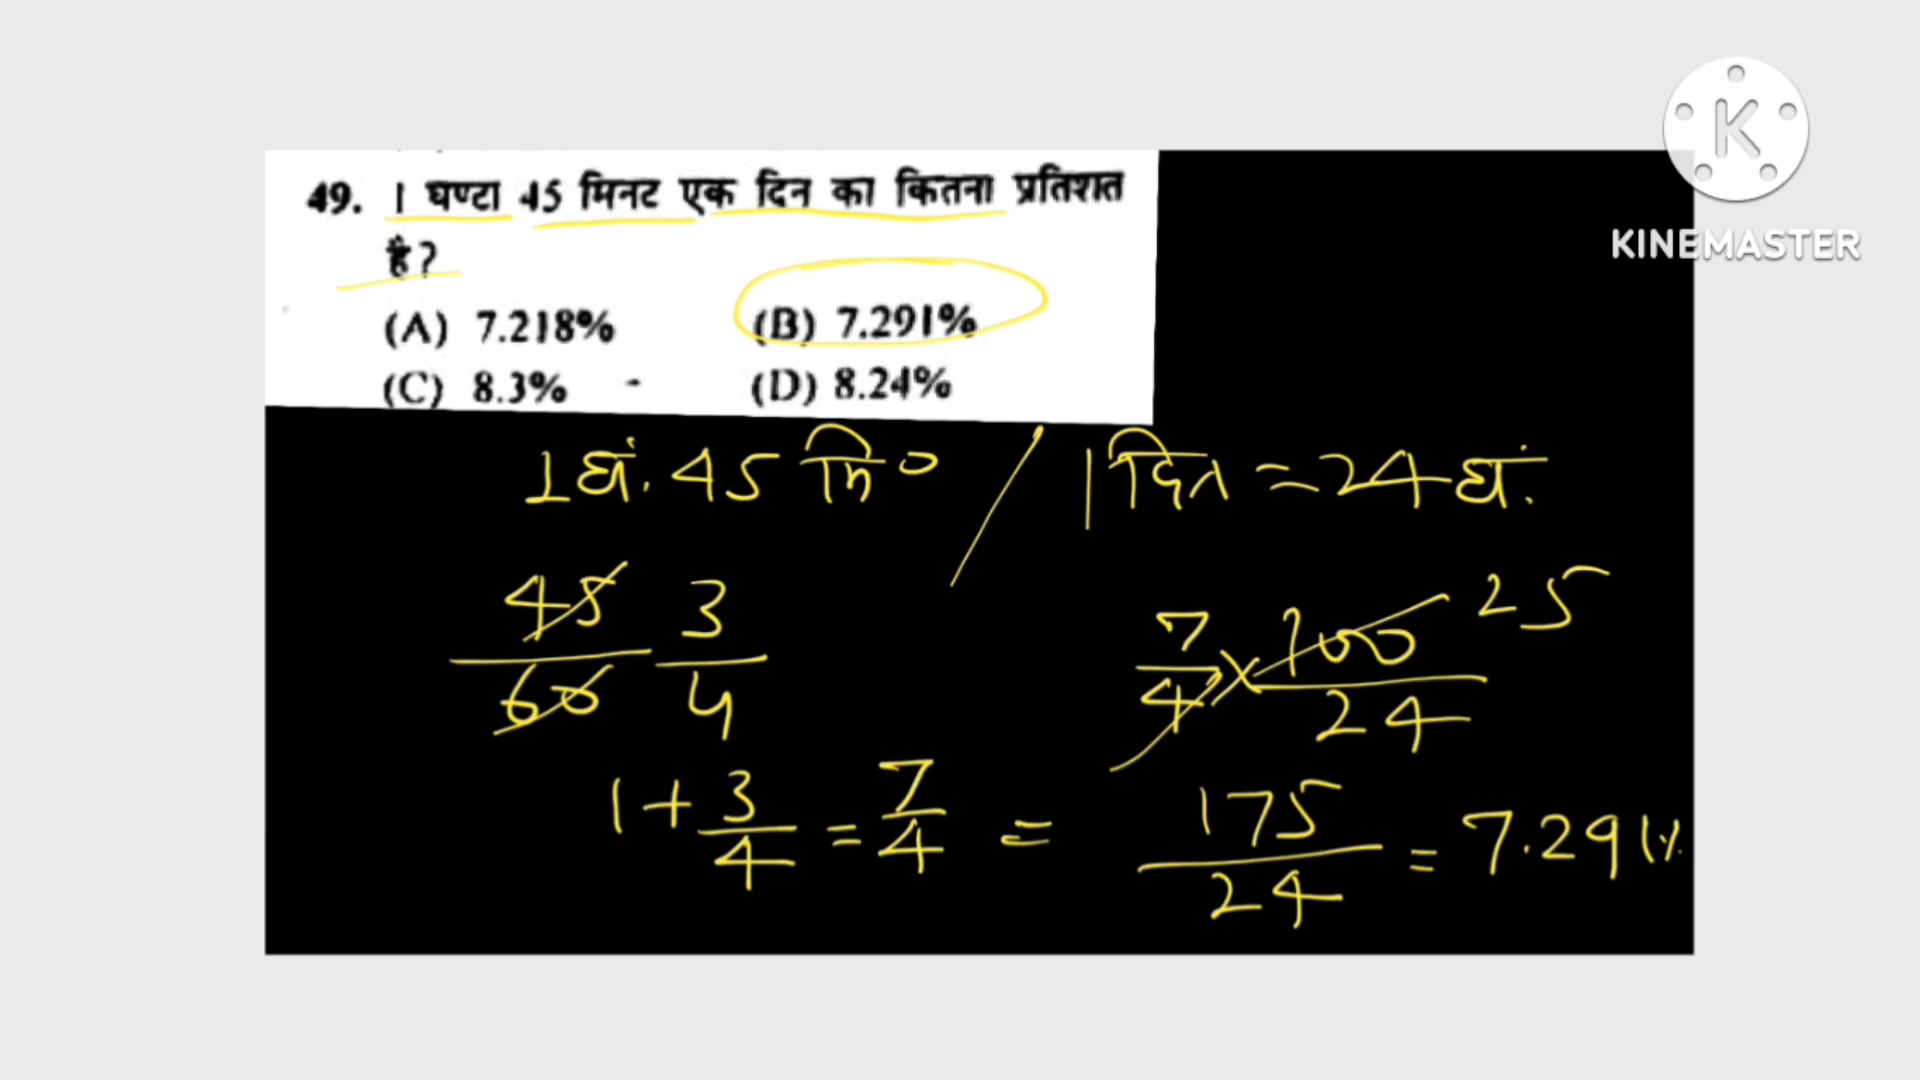 49. 1 घण्टा 45 मिनट एक दिन का कितना प्रतिशत
है?
(A) 7.218% (B) 7.291%
(C) 8.3% (D) 8.24%
1 घं. 45 मि० / 1 दिन = 24 घं.
45/60 3/4
7/4 × 100/24 25
1 + 3/4 = 7/4 = 175/24 = 7.291%
K
KINEMASTER